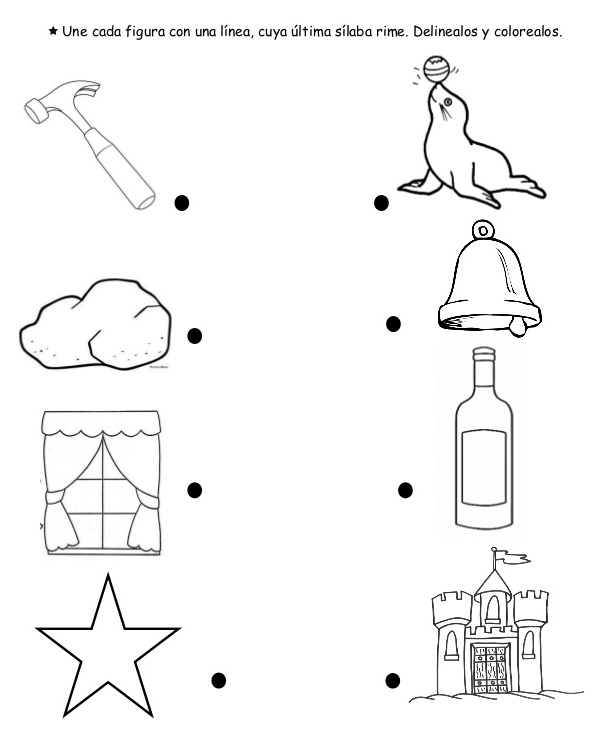 ★ Une cada figura con una línea, cuya última sílaba rime. Delinealos y colorealos.